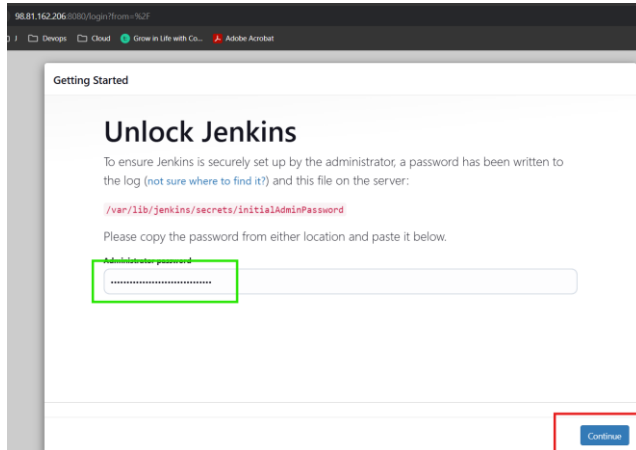 98.81.162.206:8080/login?from=%2F
Devops Cloud Grow in Life with Co... Adobe Acrobat
Getting Started
Unlock Jenkins
To ensure Jenkins is securely set up by the administrator, a password has been written to
the log (not sure where to find it?) and this file on the server:
/var/lib/jenkins/secrets/initialAdminPassword
Please copy the password from either location and paste it below.
Administrator password
Continue